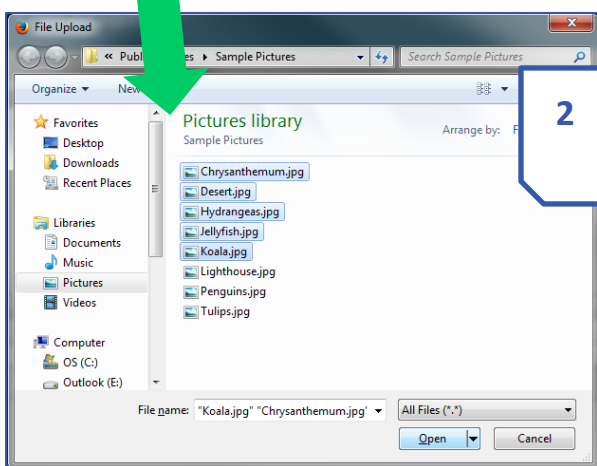 File Upload
« Publ es ▸ Sample Pictures
Search Sample Pictures
Organize New
2
Favorites
Desktop
Downloads
Recent Places
Libraries
Documents
Music
Pictures
Videos
Computer
OS (C:)
Outlook (E:)
Pictures library
Sample Pictures
Arrange by: F
Chrysanthemum.jpg
Desert.jpg
Hydrangeas.jpg
Jellyfish.jpg
Koala.jpg
Lighthouse.jpg
Penguins.jpg
Tulips.jpg
File name: "Koala.jpg" "Chrysanthemum.jpg'
All Files (*.*)
Open Cancel